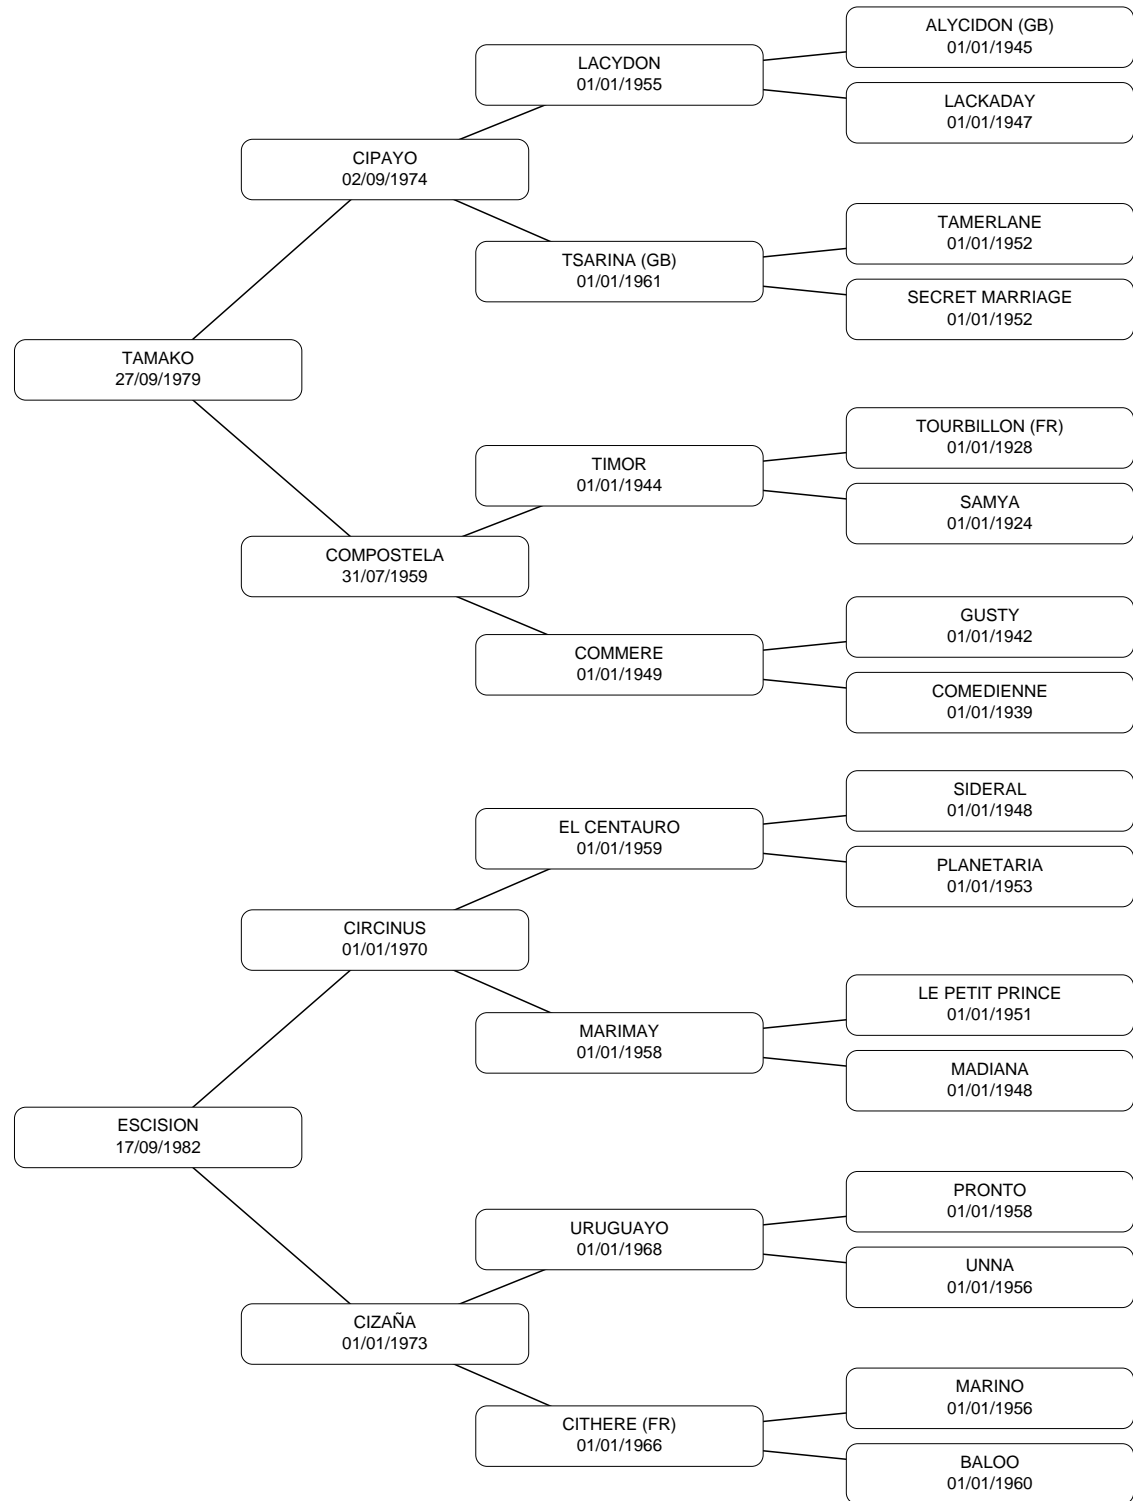 ALYCIDON (GB)
01/01/1945
LACYDON
01/01/1955
LACKADAY
01/01/1947
CIPAYO
02/09/1974
TAMERLANE
01/01/1952
TSARINA (GB)
01/01/1961
SECRET MARRIAGE
01/01/1952
TAMAKO
27/09/1979
TOURBILLON (FR)
01/01/1928
TIMOR
01/01/1944
SAMYA
01/01/1924
COMPOSTELA
31/07/1959
GUSTY
01/01/1942
COMMERE
01/01/1949
COMEDIENNE
01/01/1939
SIDERAL
01/01/1948
EL CENTAURO
01/01/1959
PLANETARIA
01/01/1953
CIRCINUS
01/01/1970
LE PETIT PRINCE
01/01/1951
MARIMAY
01/01/1958
MADIANA
01/01/1948
ESCISION
17/09/1982
PRONTO
01/01/1958
URUGUAYO
01/01/1968
UNNA
01/01/1956
CIZAÑA
01/01/1973
MARINO
01/01/1956
CITHERE (FR)
01/01/1966
BALOO
01/01/1960